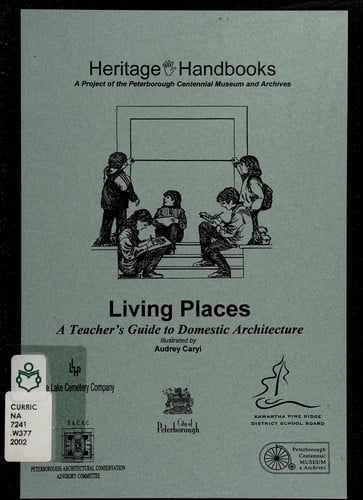 Heritage Handbooks
A Project of the Peterborough Centennial Museum and Archives
Living Places
A Teacher's Guide to Domestic Architecture
illustrated by
Audrey Caryi
Lake Cemetery Company
CURRIC
NA
7241
.W377
2002
P.A.C.A.C
PETERBOROUGH ARCHITECTURAL CONSERVATION
ADVISORY COMMITTEE
City of
Peterborough
KAWARTHA PINE RIDGE
DISTRICT SCHOOL BOARD
Peterborough
Centennial
MUSEUM
& Archives